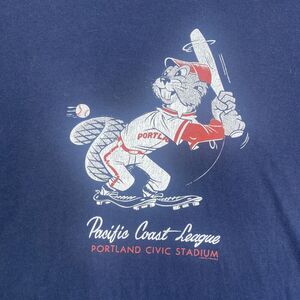 PORTL
Pacific Coast League
PORTLAND CIVIC STADIUM